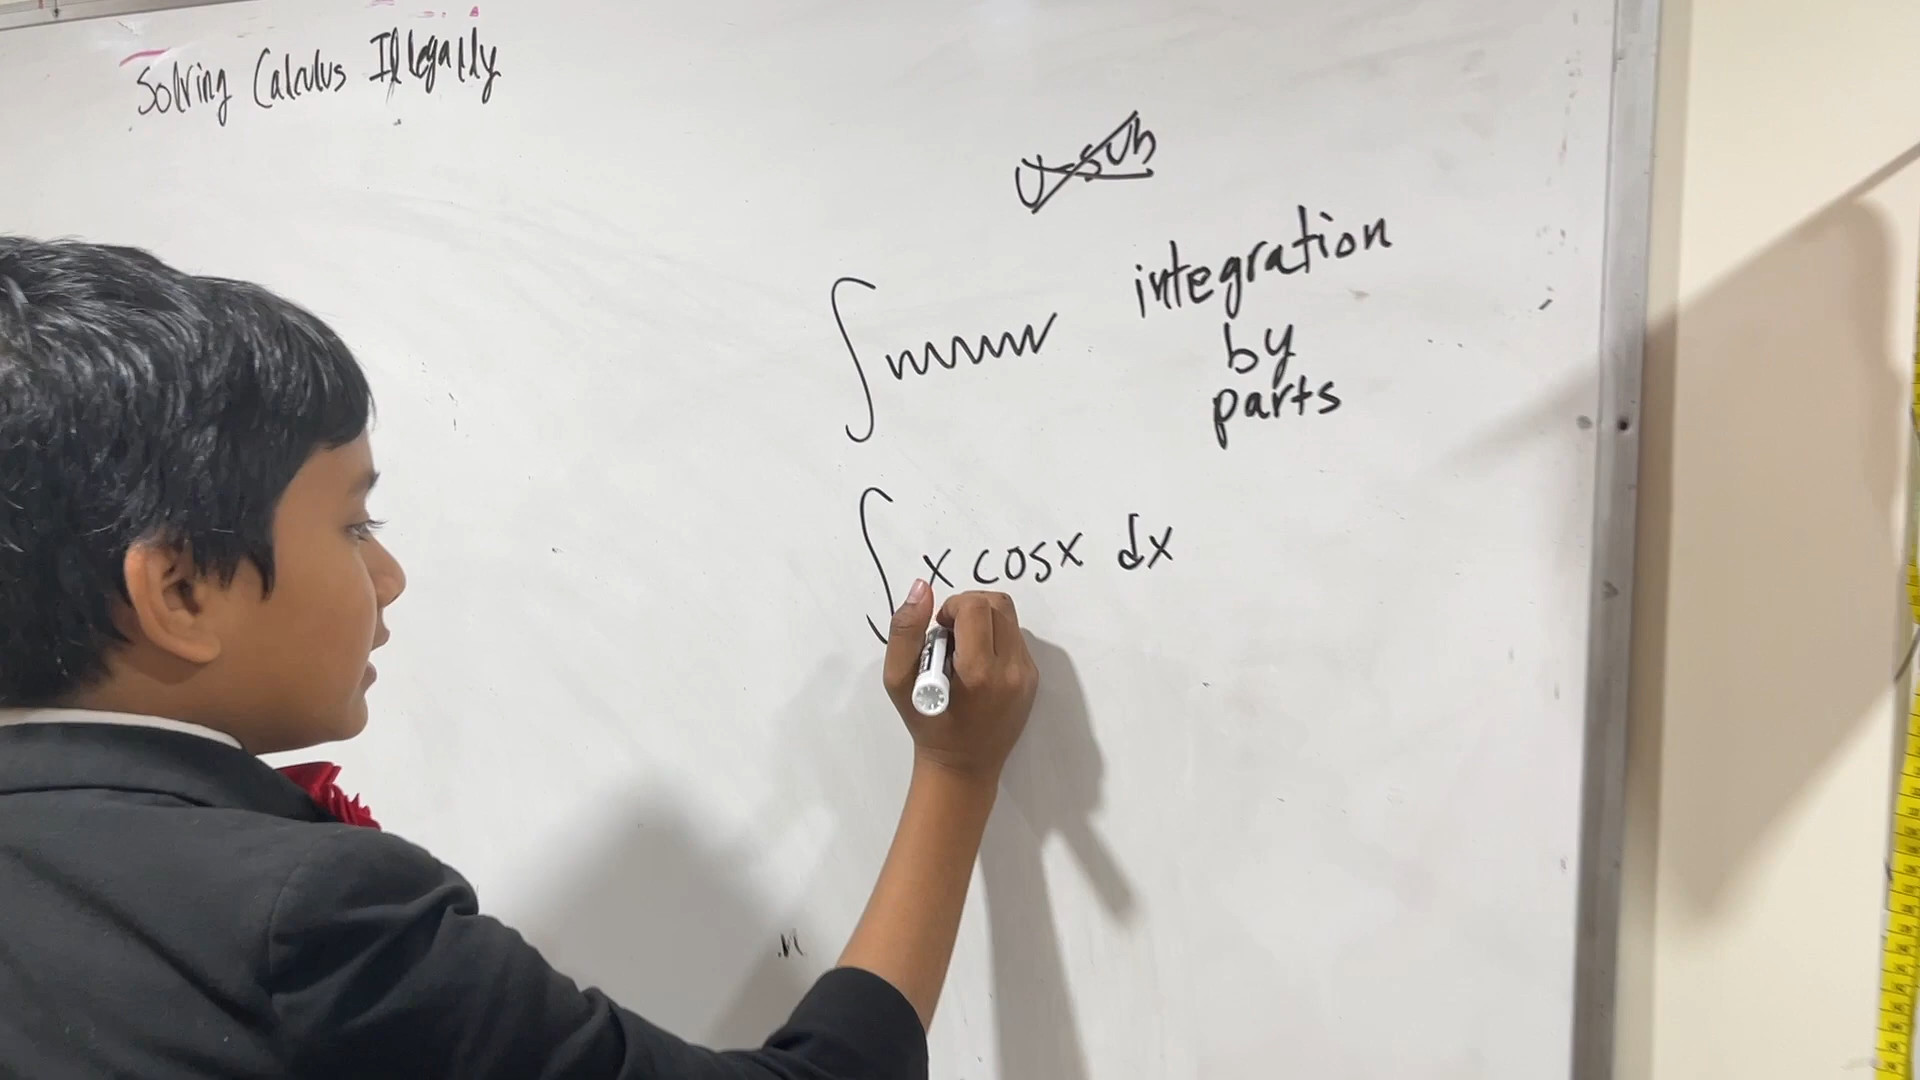 Solving Calculus Illegally
U-sub
∫
integration
by
parts
∫ x cosx dx